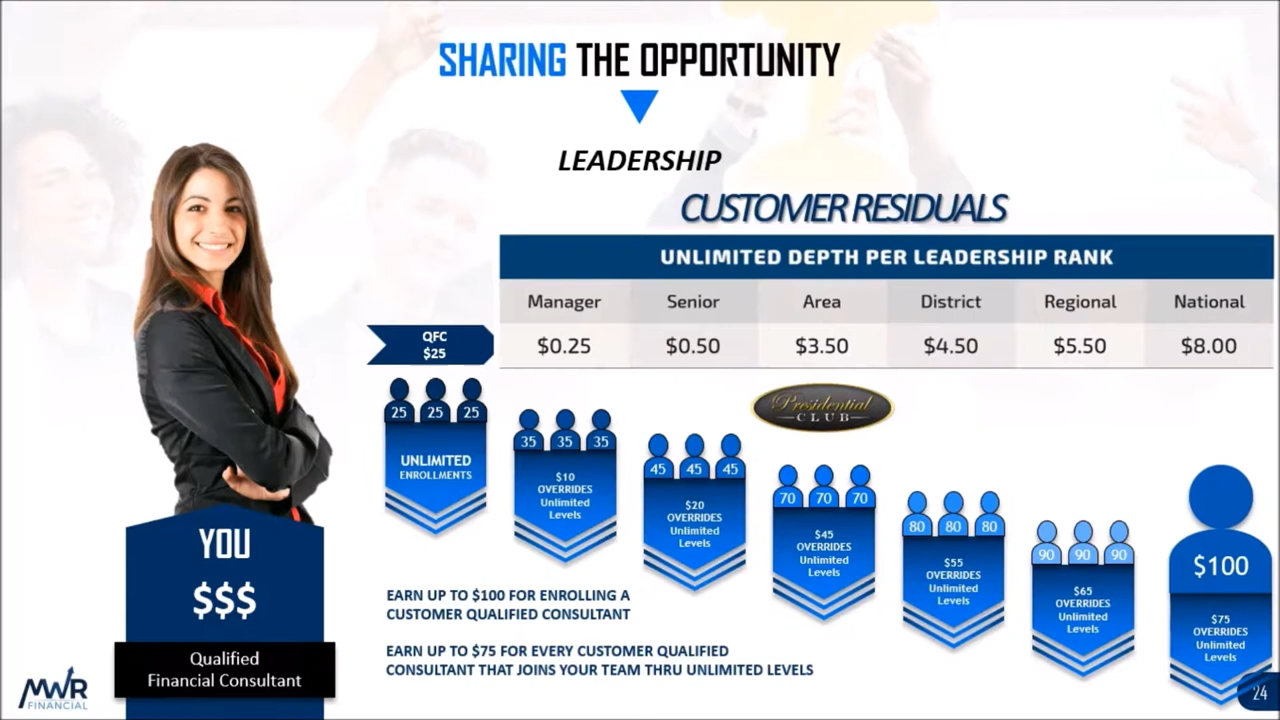 SHARING THE OPPORTUNITY
LEADERSHIP
CUSTOMER RESIDUALS
UNLIMITED DEPTH PER LEADERSHIP RANK
Manager Senior Area District Regional National
$0.25 $0.50 $3.50 $4.50 $5.50 $8.00
QFC
$25
Presidential
CLUB
25 25 25
UNLIMITED
ENROLLMENTS
35 35 35
$10
OVERRIDES
Unlimited
Levels
45 45 45
$20
OVERRIDES
Unlimited
Levels
70 70 70
$45
OVERRIDES
Unlimited
Levels
80 80 80
$55
OVERRIDES
Unlimited
Levels
90 90 90
$65
OVERRIDES
Unlimited
Levels
$100
$75
OVERRIDES
Unlimited
Levels
YOU
$$$
Qualified
Financial Consultant
EARN UP TO $100 FOR ENROLLING A
CUSTOMER QUALIFIED CONSULTANT
EARN UP TO $75 FOR EVERY CUSTOMER QUALIFIED
CONSULTANT THAT JOINS YOUR TEAM THRU UNLIMITED LEVELS
MWR
FINANCIAL
24